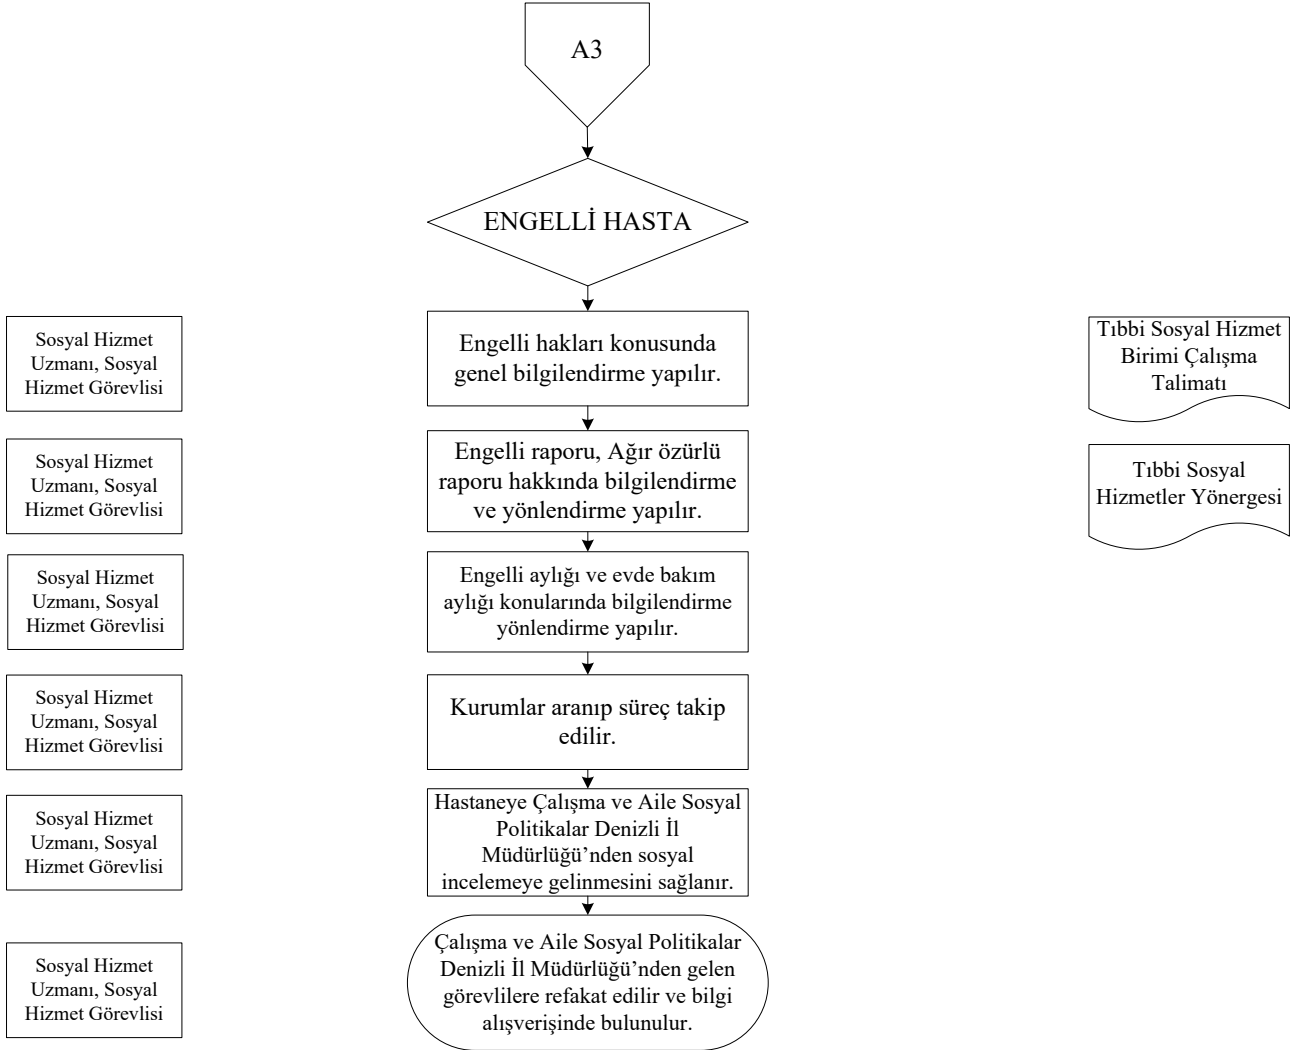 A3
ENGELLİ HASTA
Sosyal Hizmet
Uzmanı, Sosyal
Hizmet Görevlisi
Engelli hakları konusunda
genel bilgilendirme yapılır.
Tıbbi Sosyal Hizmet
Birimi Çalışma
Talimatı
Sosyal Hizmet
Uzmanı, Sosyal
Hizmet Görevlisi
Engelli raporu, Ağır özürlü
raporu hakkında bilgilendirme
ve yönlendirme yapılır.
Tıbbi Sosyal
Hizmetler Yönergesi
Sosyal Hizmet
Uzmanı, Sosyal
Hizmet Görevlisi
Engelli aylığı ve evde bakım
aylığı konularında bilgilendirme
yönlendirme yapılır.
Sosyal Hizmet
Uzmanı, Sosyal
Hizmet Görevlisi
Kurumlar aranıp süreç takip
edilir.
Sosyal Hizmet
Uzmanı, Sosyal
Hizmet Görevlisi
Hastaneye Çalışma ve Aile Sosyal
Politikalar Denizli İl
Müdürlüğü’nden sosyal
incelemeye gelinmesini sağlanır.
Sosyal Hizmet
Uzmanı, Sosyal
Hizmet Görevlisi
Çalışma ve Aile Sosyal Politikalar
Denizli İl Müdürlüğü’nden gelen
görevlilere refakat edilir ve bilgi
alışverişinde bulunulur.